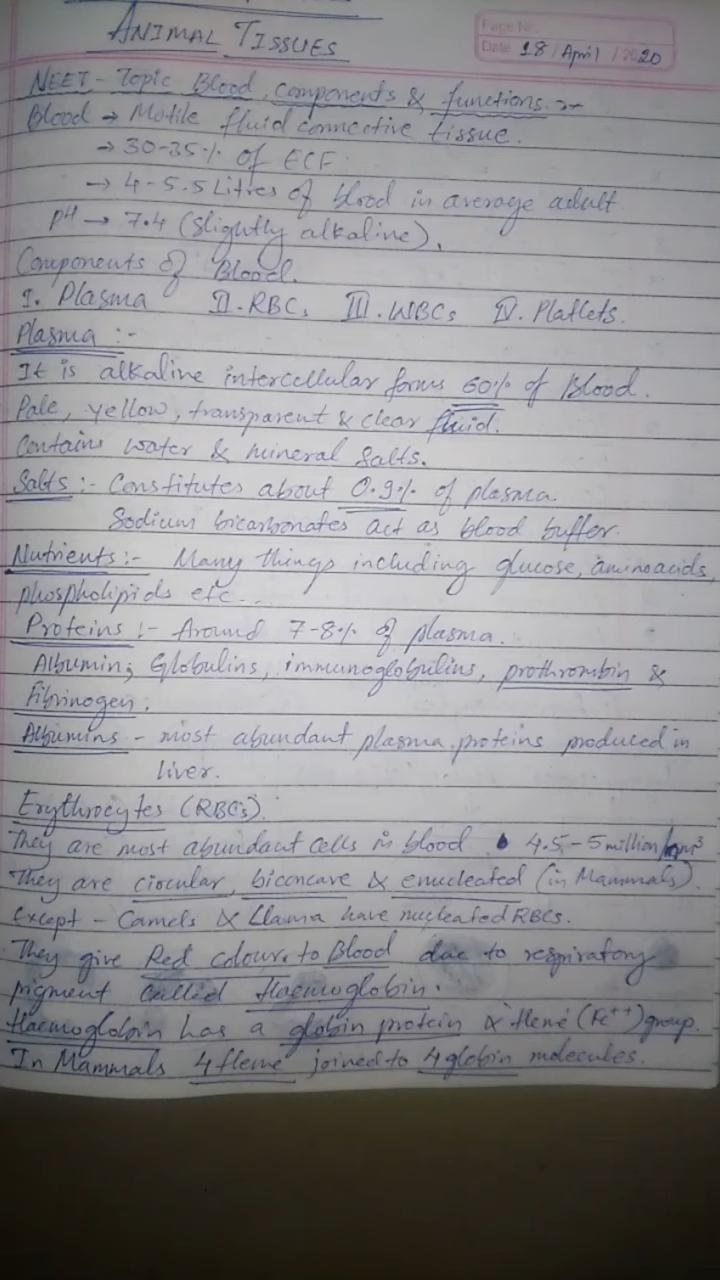 ANIMAL TISSUES
Page No.
Date 18 / April / 2020
NEET - Topic Blood, components & functions :-
Blood → Motile fluid connective tissue.
→ 30-35% of ECF
→ 4-5.5 Litres of blood in average adult
pH → 7.4 (slightly alkaline).
Components of Blood.
I. Plasma II. RBCs III. WBCs IV. Platlets.
Plasma :-
It is alkaline intercellular forms 60% of Blood.
Pale, yellow, transparent & clear fluid.
Contains water & mineral salts.
Salts :- Constitutes about 0.9% of plasma.
Sodium bicarbonates act as blood buffer.
Nutrients :- Many things including glucose, aminoacids,
phospholipids etc...
Proteins :- Around 7-8% of plasma.
Albumin, Globulins, immunoglobulins, prothrombin &
Fibrinogen.
Albumins - most abundant plasma proteins produced in
liver.
Erythrocytes (RBCs).
They are most abundant cells in blood 4.5-5 million/mm³
They are circular, biconcave & enucleated (in Mammals).
Except - Camels & Llama have nucleated RBCs.
They give Red colour to Blood due to respiratory
pigment called Haemoglobin.
Haemoglobin has a globin protein & Heme (Fe++) group.
In Mammals 4 Heme joined to 4 globin molecules.